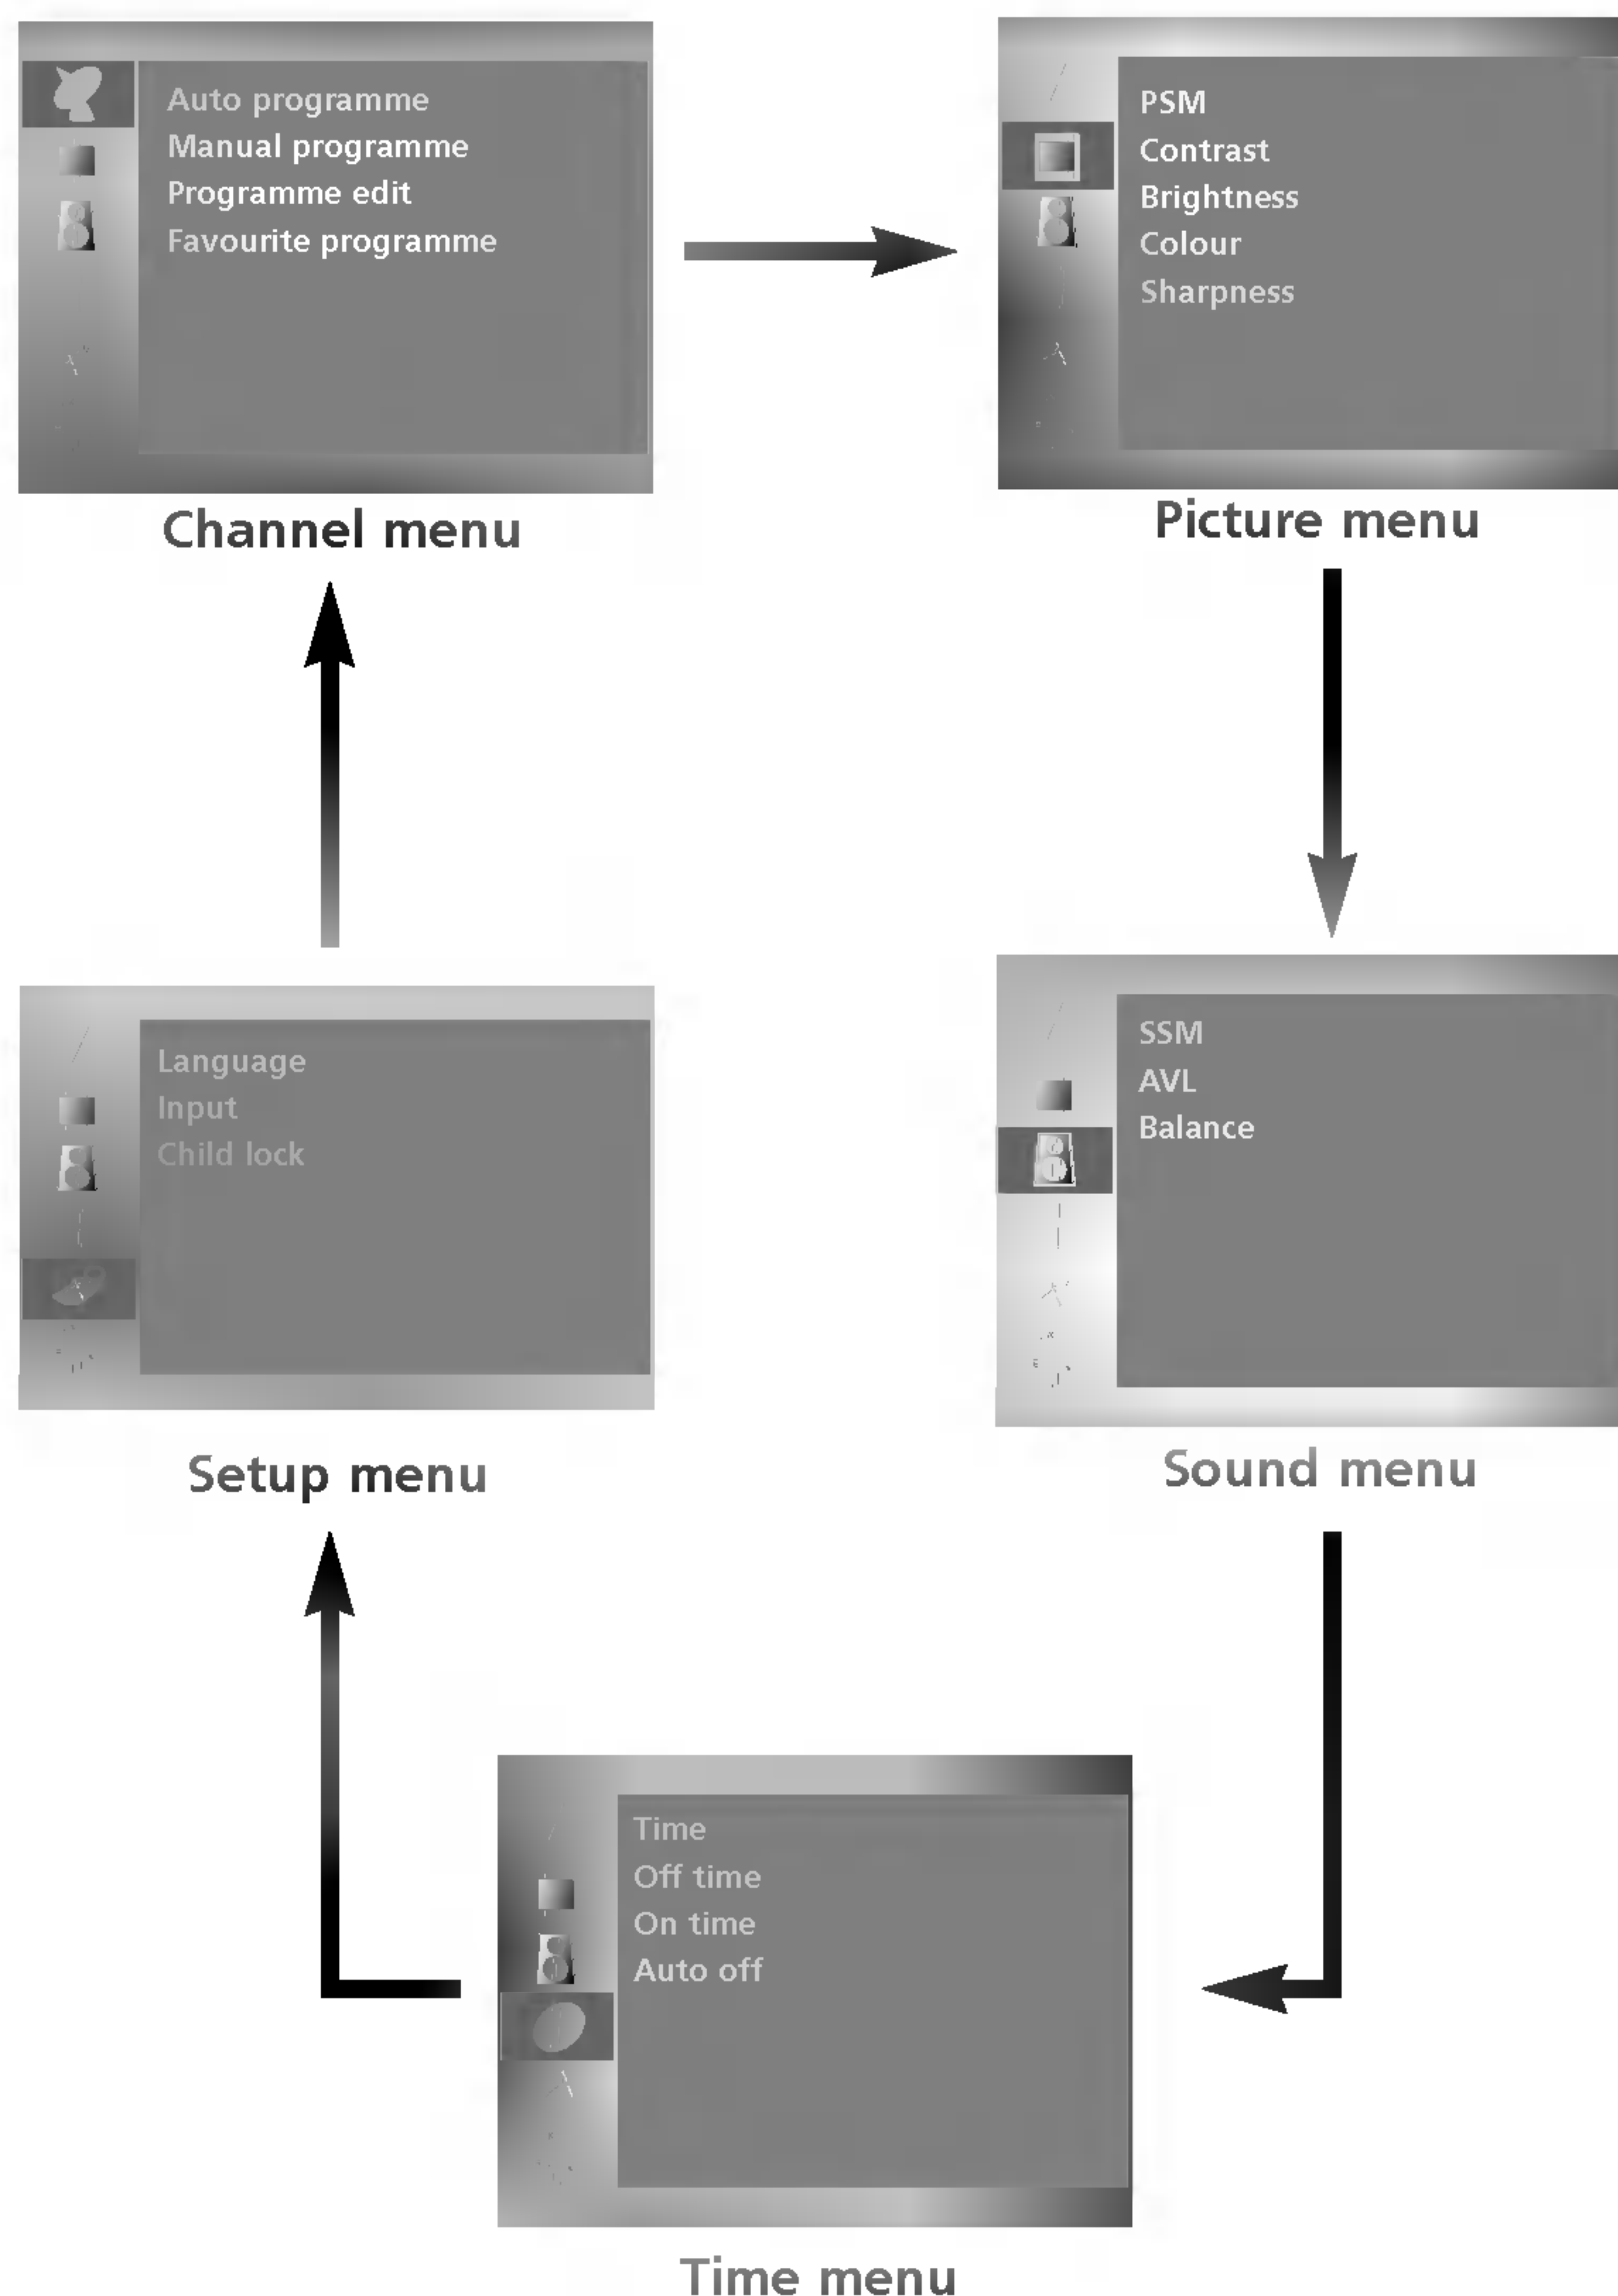 Auto programme
Manual programme
Programme edit
Favourite programme
Channel menu
PSM
Contrast
Brightness
Colour
Sharpness
Picture menu
Language
Input
Child lock
Setup menu
SSM
AVL
Balance
Sound menu
Time
Off time
On time
Auto off
Time menu